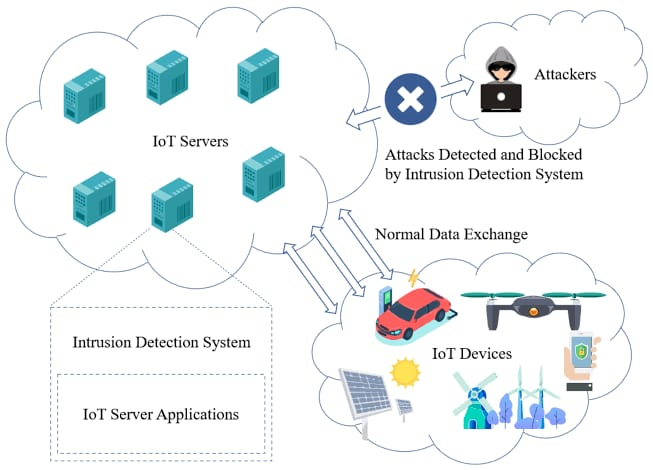 Attackers
IoT Servers
Attacks Detected and Blocked
by Intrusion Detection System
Normal Data Exchange
Intrusion Detection System
IoT Devices
IoT Server Applications